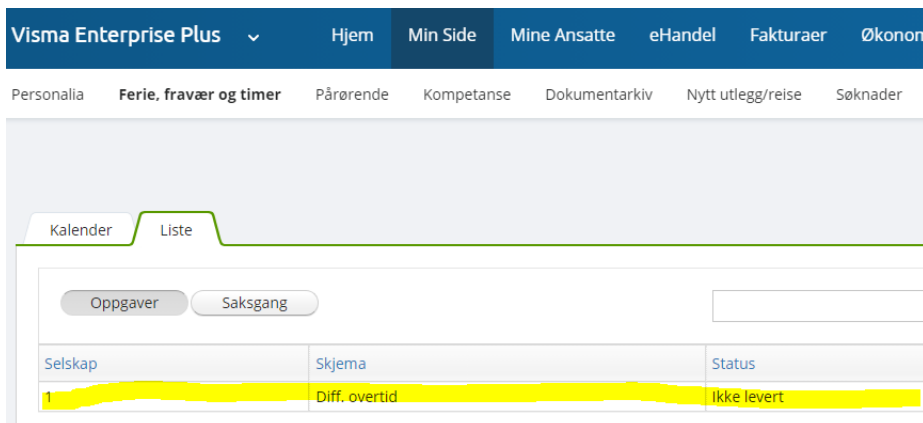 Visma Enterprise Plus Hjem Min Side Mine Ansatte eHandel Fakturaer Økonom
Personalia Ferie, fravær og timer Pårørende Kompetanse Dokumentarkiv Nytt utlegg/reise Søknader
Kalender Liste
Oppgaver Saksgang
Selskap Skjema Status
1 Diff. overtid Ikke levert